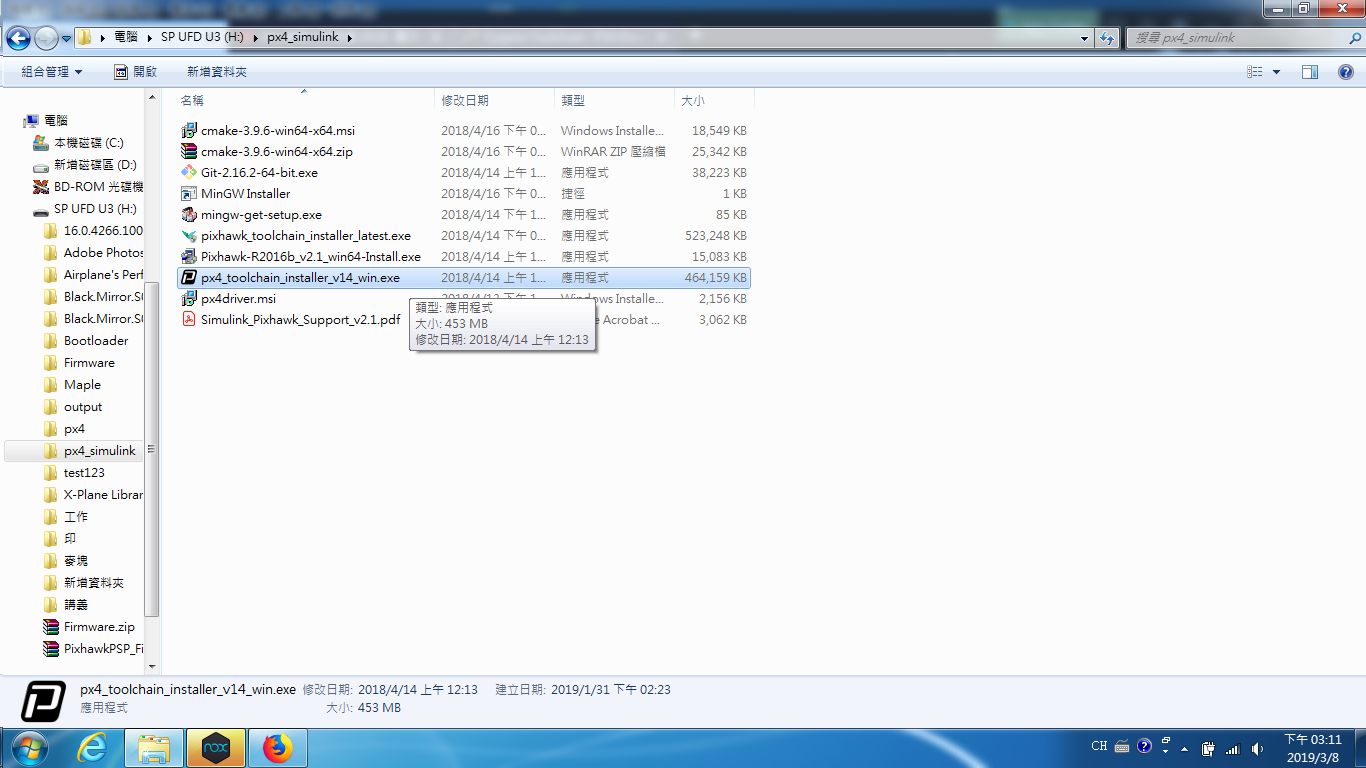 電腦 SP UFD U3 (H:) px4_simulink
搜尋 px4_simulink
組合管理 開啟 新增資料夾
名稱 修改日期 類型 大小
cmake-3.9.6-win64-x64.msi 2018/4/16 下午 0... Windows Installe... 18,549 KB
cmake-3.9.6-win64-x64.zip 2018/4/16 下午 0... WinRAR ZIP 壓縮檔 25,342 KB
Git-2.16.2-64-bit.exe 2018/4/14 上午 1... 應用程式 38,223 KB
MinGW Installer 2018/4/16 下午 0... 捷徑 1 KB
mingw-get-setup.exe 2018/4/14 下午 1... 應用程式 85 KB
pixhawk_toolchain_installer_latest.exe 2018/4/14 下午 0... 應用程式 523,248 KB
Pixhawk-R2016b_v2.1_win64-Install.exe 2018/4/14 上午 1... 應用程式 15,083 KB
px4_toolchain_installer_v14_win.exe 2018/4/14 上午 1... 應用程式 464,159 KB
px4driver.msi Windows Installe... 2,156 KB
Simulink_Pixhawk_Support_v2.1.pdf Acrobat ... 3,062 KB
類型: 應用程式
大小: 453 MB
修改日期: 2018/4/14 上午 12:13
電腦
本機磁碟 (C:)
新增磁碟區 (D:)
BD-ROM 光碟機
SP UFD U3 (H:)
16.0.4266.100
Adobe Photos
Airplane's Perf
Black.Mirror.S0
Black.Mirror.S0
Bootloader
Firmware
Maple
output
px4
px4_simulink
test123
X-Plane Librar
工作
印
麥塊
新增資料夾
講義
Firmware.zip
PixhawkPSP_Fi
px4_toolchain_installer_v14_win.exe 修改日期: 2018/4/14 上午 12:13 建立日期: 2019/1/31 下午 02:23
應用程式 大小: 453 MB
nox
CH
下午 03:11
2019/3/8